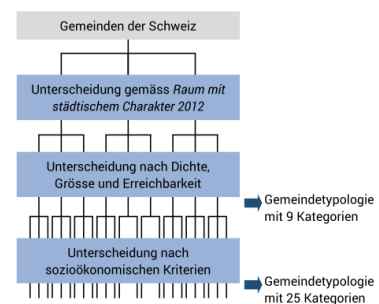 Gemeinden der Schweiz
Unterscheidung gemäss Raum mit
städtischem Charakter 2012
Unterscheidung nach Dichte,
Grösse und Erreichbarkeit
Gemeindetypologie
mit 9 Kategorien
Unterscheidung nach
sozioökonomischen Kriterien
Gemeindetypologie
mit 25 Kategorien